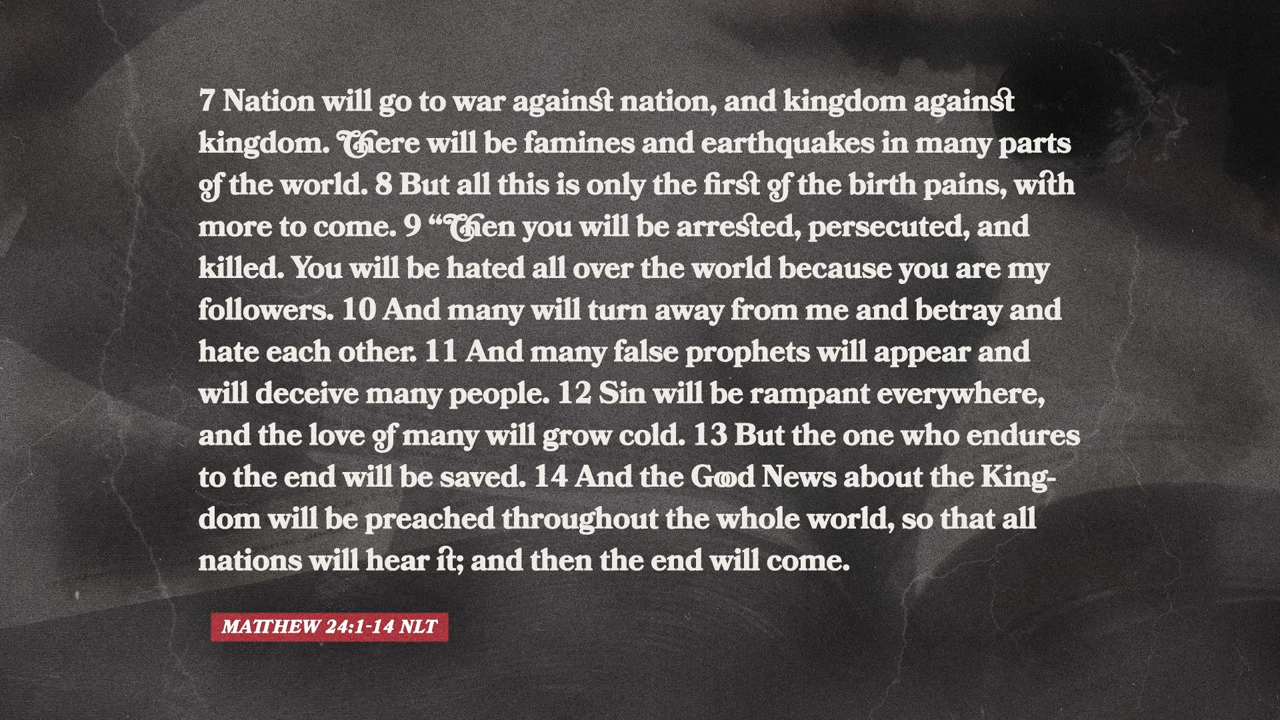 7 Nation will go to war against nation, and kingdom against
kingdom. There will be famines and earthquakes in many parts
of the world. 8 But all this is only the first of the birth pains, with
more to come. 9 “Then you will be arrested, persecuted, and
killed. You will be hated all over the world because you are my
followers. 10 And many will turn away from me and betray and
hate each other. 11 And many false prophets will appear and
will deceive many people. 12 Sin will be rampant everywhere,
and the love of many will grow cold. 13 But the one who endures
to the end will be saved. 14 And the Good News about the King-
dom will be preached throughout the whole world, so that all
nations will hear it; and then the end will come.
MATTHEW 24:1-14 NLT